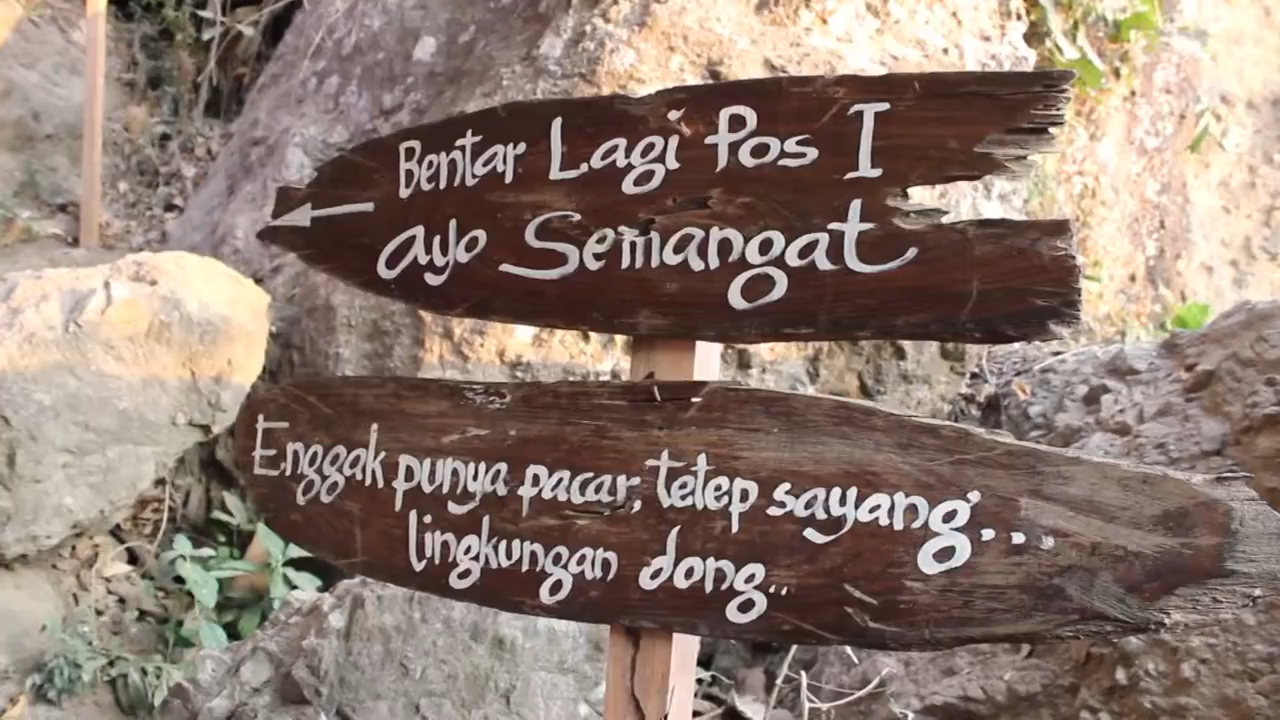 Bentar Lagi Pos I
ayo Semangat
Enggak punya pacar, tetep sayang...
lingkungan dong..